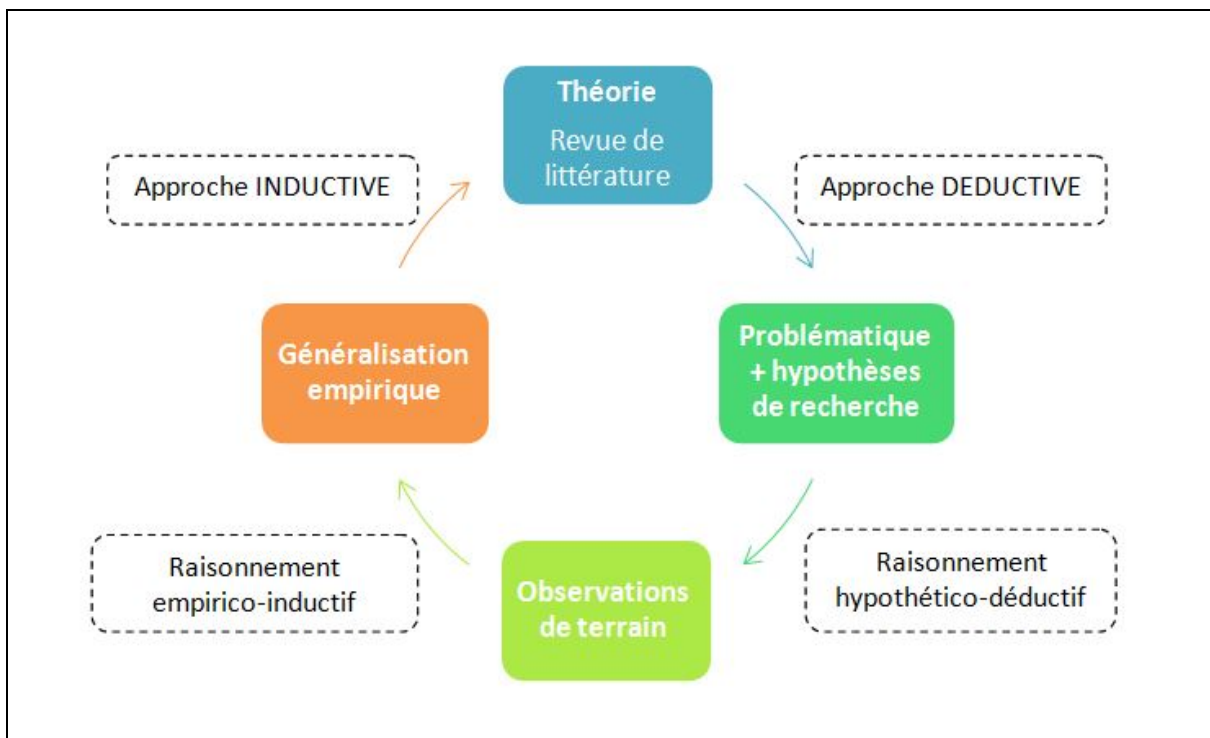 Théorie
Revue de
littérature
Approche INDUCTIVE
Approche DEDUCTIVE
Généralisation
empirique
Problématique
+ hypothèses
de recherche
Raisonnement
empirico-inductif
Observations
de terrain
Raisonnement
hypothético-déductif